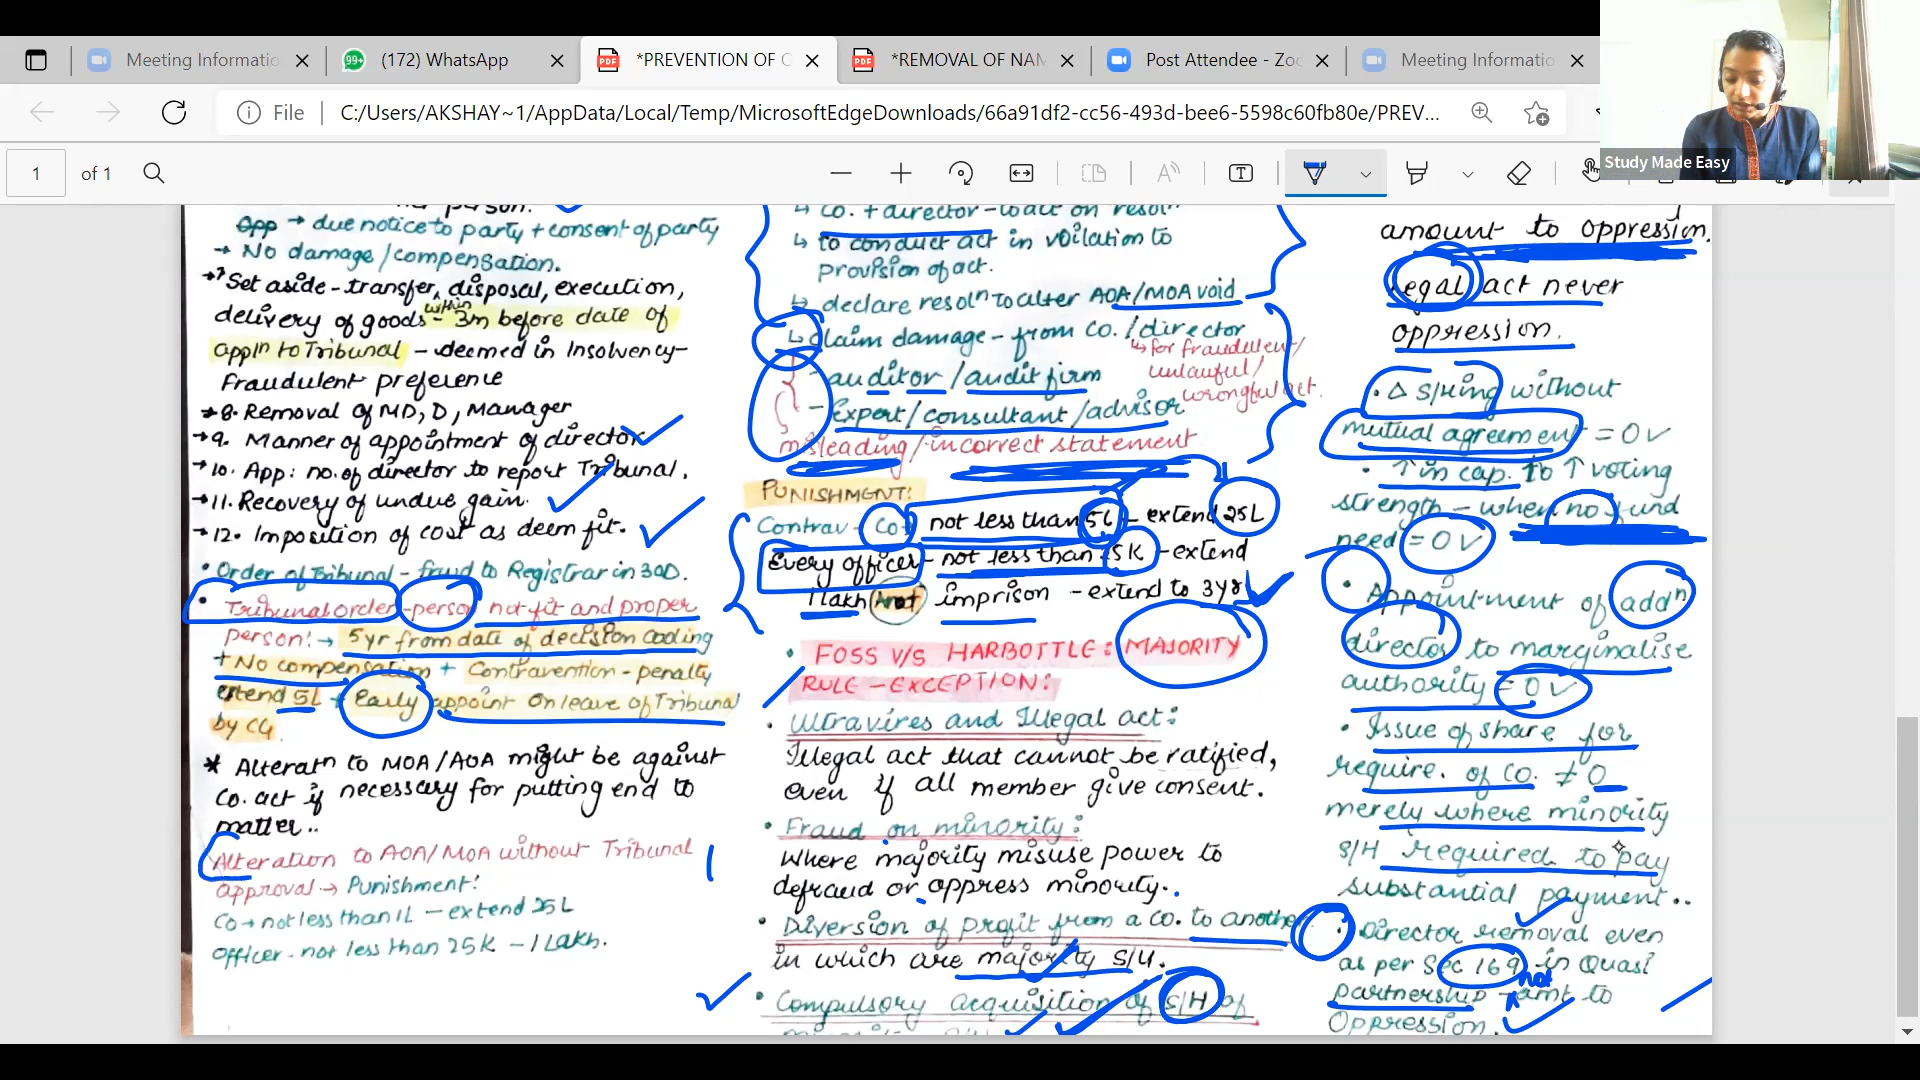 Meeting Informatio
99+
(172) WhatsApp
*PREVENTION OF O
*REMOVAL OF NAM
Post Attendee - Zoo
Meeting Informatio
File
C:/Users/AKSHAY~1/AppData/Local/Temp/MicrosoftEdgeDownloads/66a91df2-cc56-493d-bee6-5598c60fb80e/PREV...
Study Made Easy
1
of 1
person.
App → due notice to party + consent of party
→ No damage/compensation.
→7 Set aside - transfer, disposal, execution,
delivery of goods - within 3m before date of
appln to Tribunal - deemed in Insolvency-
Fraudulent preference
→8. Removal of MD, D, Manager
→9. Manner of appointment of director
→10. App: no. of director to report Tribunal.
→11. Recovery of undue gain.
→12. Imposition of cost as deem fit.
• Order of Tribunal - fwd to Registrar in 30D.
• Tribunal order - person not fit and proper
person: → 5yr from date of decision
+ No compensation + Contravention - penalty
extend 5L + Early appoint on leave of Tribunal
by CG.
* Alteratn to MOA/AOA might be against
Co. act if necessary for putting end to
matter..
Alteration to AOA/MOA without Tribunal
approval → Punishment:
Co → not less than 1L - extend 25L
Officer - not less than 25K - 1 Lakh.
↳ Co. + director - to act on resoln
↳ to conduct act in voilation to
provision of act.
↳ declare resoln to alter AOA/MOA void
↳ claim damage - from Co. / director
↳ for fraudulent/
unlawful/
wrongful act.
- auditor / audit firm
- Expert / consultant / advisor
misleading / incorrect statement
PUNISHMENT:
Contrav - Co → not less than 5L - extend 25L
Every officer - not less than 25K - extend
1 lakh imprison - extend to 3yr
• FOSS V/S HARBOTTLE: MAJORITY
RULE - EXCEPTION:
• Ultravires and Illegal act:
Illegal act that cannot be ratified,
even if all member give consent.
• Fraud on minority:
Where majority misuse power to
defraud or oppress minority.
• Diversion of profit from a co. to another
in which are majority S/H.
• Compulsory acquisition of S/H of
amount to oppression.
egal act never
oppression.
• Δ S/Hing without
mutual agreement = O ✓
• ↑ in cap. to ↑ voting
strength - when no fund
need = O ✓
• Appointment of addn
director to marginalise
authority = O ✓
• Issue of share for
require. of co. ≠ O
merely where minority
S/H required to pay
substantial payment..
• Director removal even
as per Sec 169 in Quasi
partnership - not amt to
Oppression.